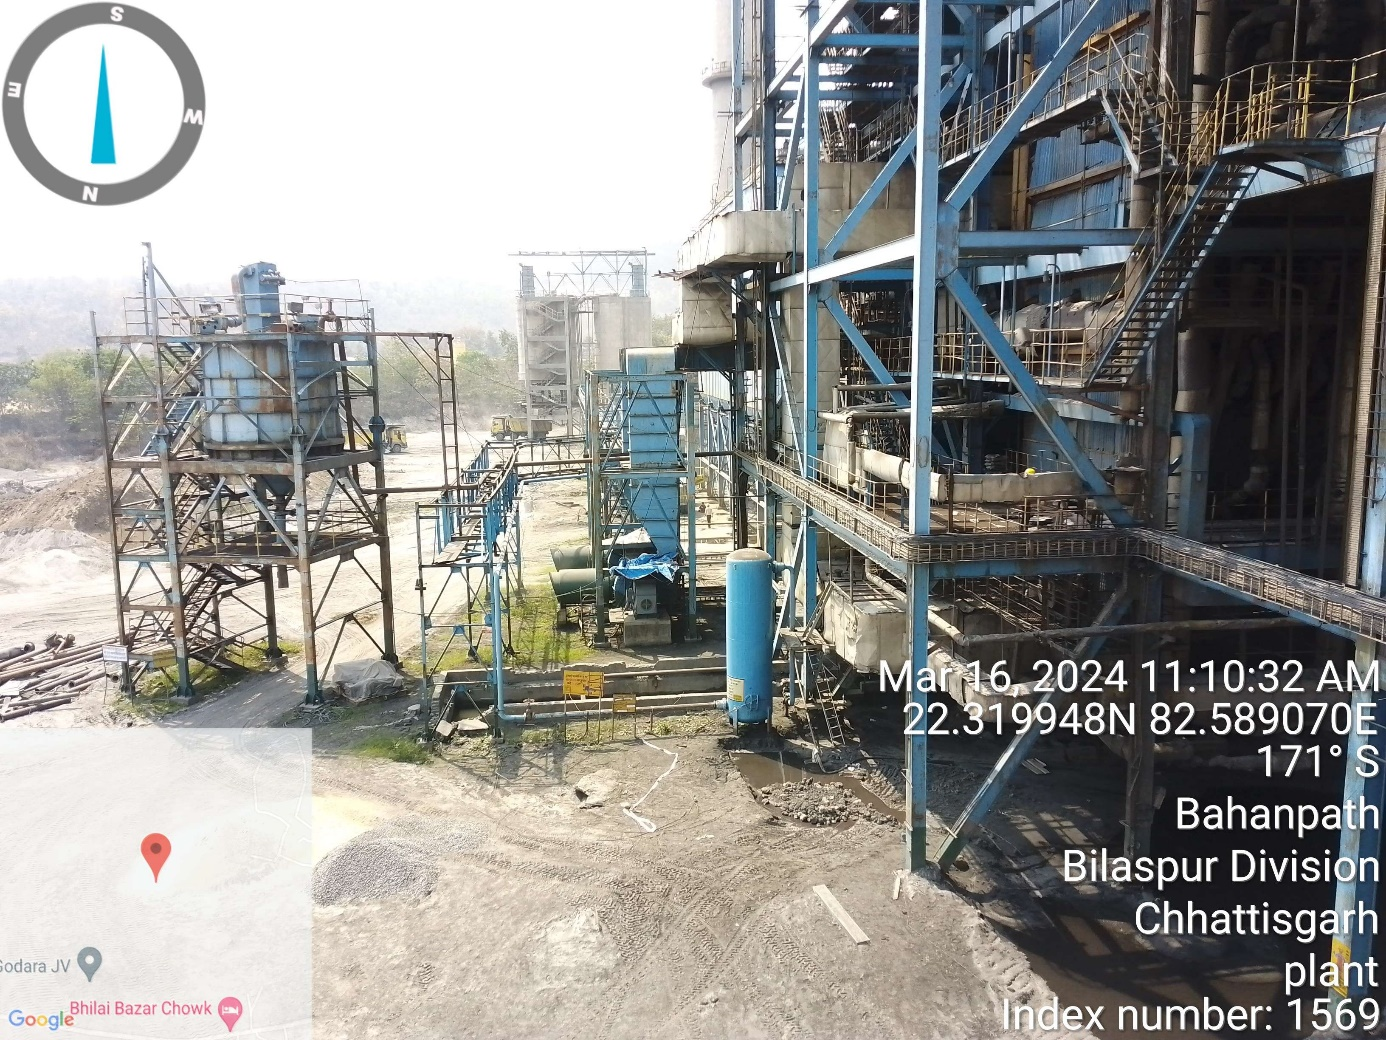 S
E
W
N
Mar 16, 2024 11:10:32 AM
22.319948N 82.589070E
171° S
Bahanpath
Bilaspur Division
Chhattisgarh
plant
Index number: 1569
Godara JV
Bhilai Bazar Chowk
Google